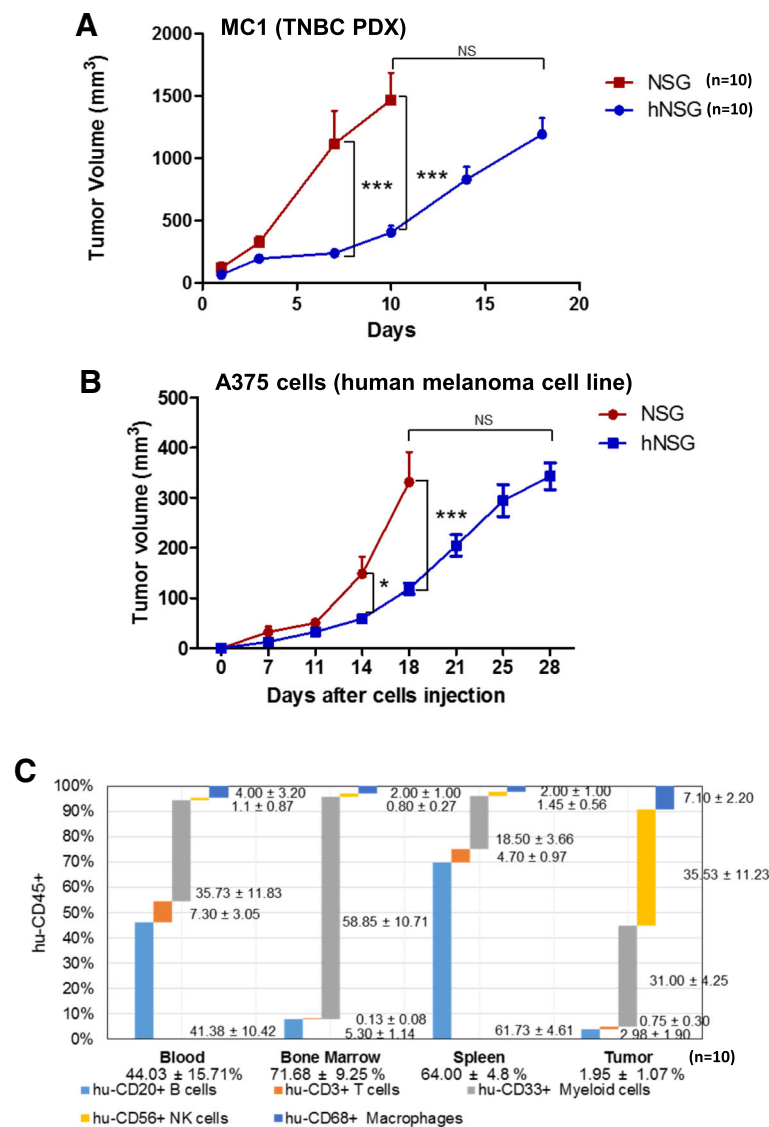 A
MC1 (TNBC PDX)
2000
1500
1000
500
0
Tumor Volume (mm3)
NS
***
***
0 5 10 15 20
Days
NSG (n=10)
hNSG (n=10)
B
A375 cells (human melanoma cell line)
500
400
300
200
100
0
Tumor volume (mm3)
NS
***
*
0 7 11 14 18 21 25 28
Days after cells injection
NSG
hNSG
C
100%
90%
80%
70%
60%
50%
40%
30%
20%
10%
0%
hu-CD45+
4.00 ± 3.20
1.1 ± 0.87
35.73 ± 11.83
7.30 ± 3.05
41.38 ± 10.42
2.00 ± 1.00
0.80 ± 0.27
58.85 ± 10.71
0.13 ± 0.08
5.30 ± 1.14
2.00 ± 1.00
1.45 ± 0.56
18.50 ± 3.66
4.70 ± 0.97
61.73 ± 4.61
7.10 ± 2.20
35.53 ± 11.23
31.00 ± 4.25
0.75 ± 0.30
2.98 ± 1.90
Blood Bone Marrow Spleen Tumor (n=10)
44.03 ± 15.71% 71.68 ± 9.25 % 64.00 ± 4.8 % 1.95 ± 1.07 %
hu-CD20+ B cells hu-CD3+ T cells hu-CD33+ Myeloid cells
hu-CD56+ NK cells hu-CD68+ Macrophages